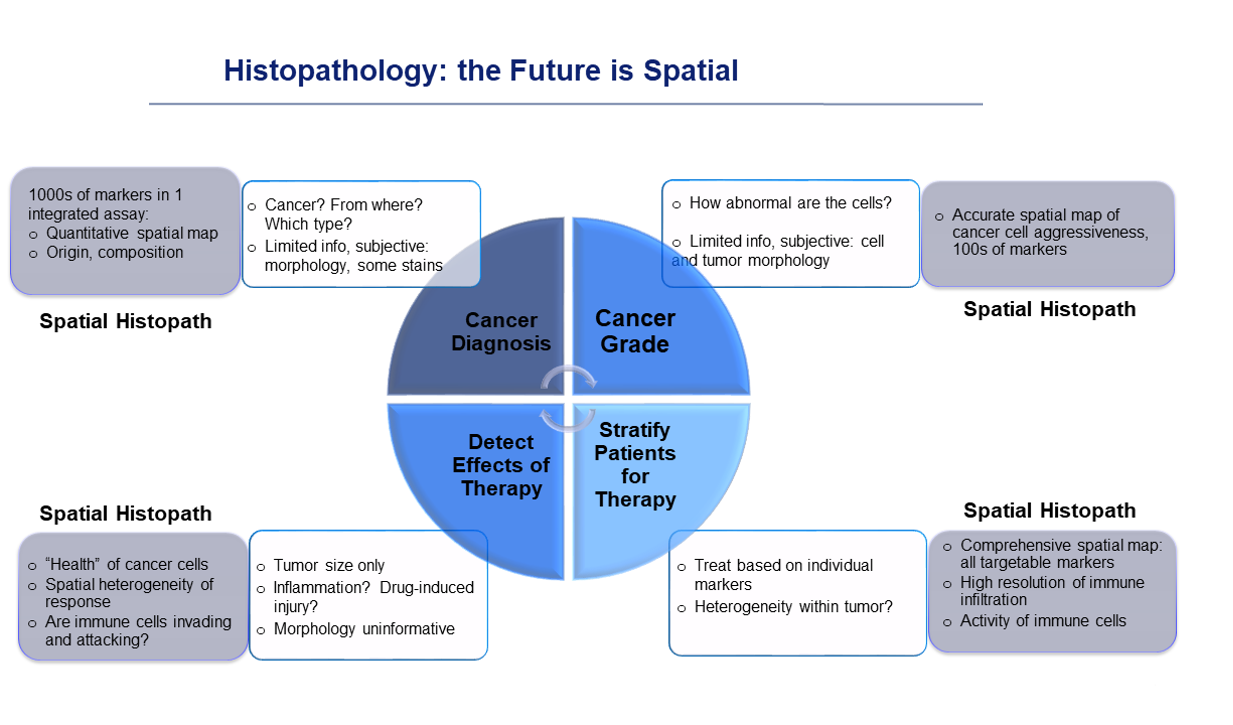 Histopathology: the Future is Spatial
1000s of markers in 1
integrated assay:
o Quantitative spatial map
o Origin, composition
Spatial Histopath
o Cancer? From where?
Which type?
o Limited info, subjective:
morphology, some stains
o How abnormal are the cells?
o Limited info, subjective: cell
and tumor morphology
o Accurate spatial map of
cancer cell aggressiveness,
100s of markers
Spatial Histopath
Cancer
Diagnosis
Cancer
Grade
Detect
Effects of
Therapy
Stratify
Patients
for
Therapy
Spatial Histopath
o “Health” of cancer cells
o Spatial heterogeneity of
response
o Are immune cells invading
and attacking?
o Tumor size only
o Inflammation? Drug-induced
injury?
o Morphology uninformative
o Treat based on individual
markers
o Heterogeneity within tumor?
Spatial Histopath
o Comprehensive spatial map:
all targetable markers
o High resolution of immune
infiltration
o Activity of immune cells